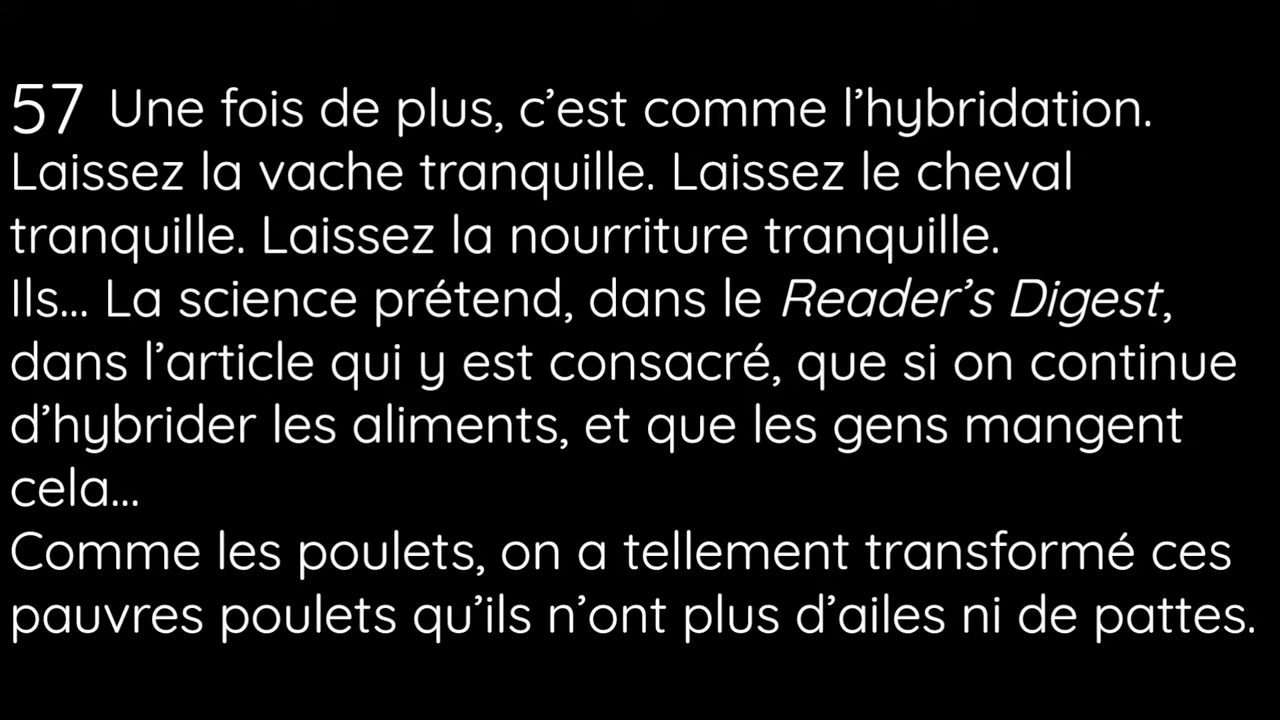 57 Une fois de plus, c’est comme l’hybridation.
Laissez la vache tranquille. Laissez le cheval
tranquille. Laissez la nourriture tranquille.
Ils... La science prétend, dans le Reader’s Digest,
dans l’article qui y est consacré, que si on continue
d’hybrider les aliments, et que les gens mangent
cela...
Comme les poulets, on a tellement transformé ces
pauvres poulets qu’ils n’ont plus d’ailes ni de pattes.